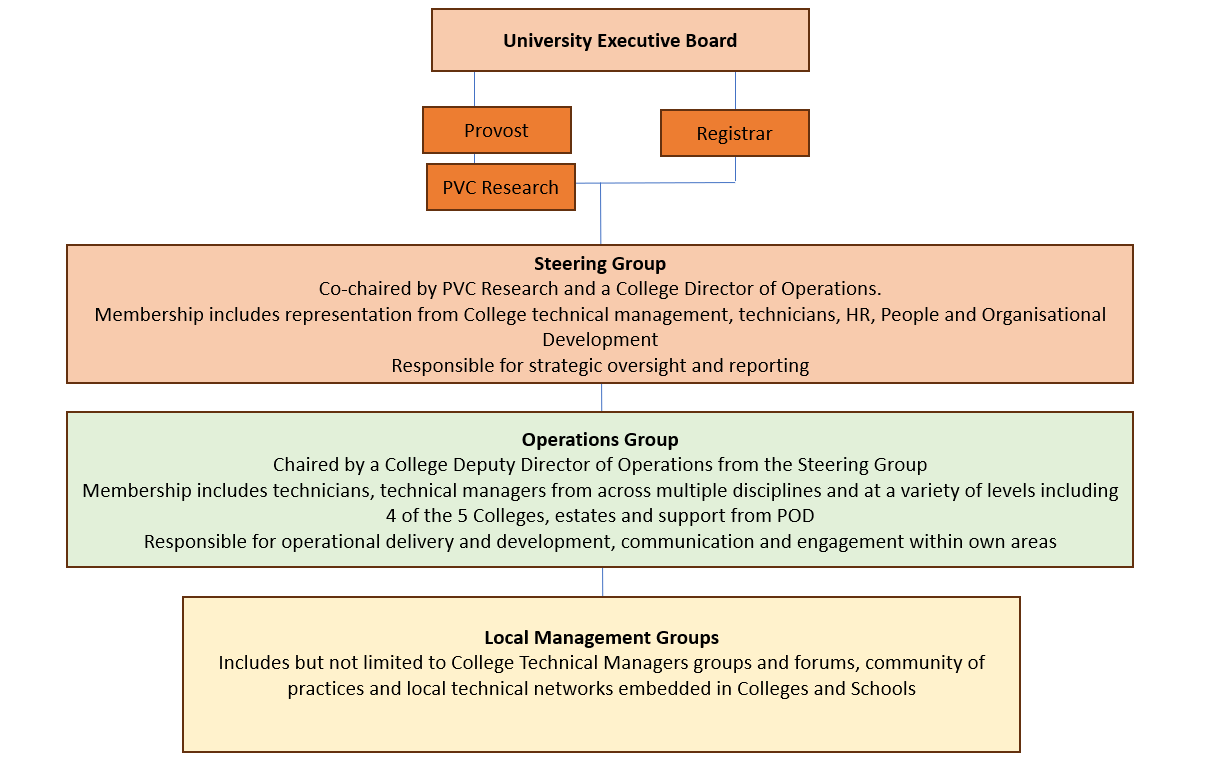 University Executive Board
Provost
Registrar
PVC Research
Steering Group
Co-chaired by PVC Research and a College Director of Operations.
Membership includes representation from College technical management, technicians, HR, People and Organisational
Development
Responsible for strategic oversight and reporting
Operations Group
Chaired by a College Deputy Director of Operations from the Steering Group
Membership includes technicians, technical managers from across multiple disciplines and at a variety of levels including
4 of the 5 Colleges, estates and support from POD
Responsible for operational delivery and development, communication and engagement within own areas
Local Management Groups
Includes but not limited to College Technical Managers groups and forums, community of
practices and local technical networks embedded in Colleges and Schools